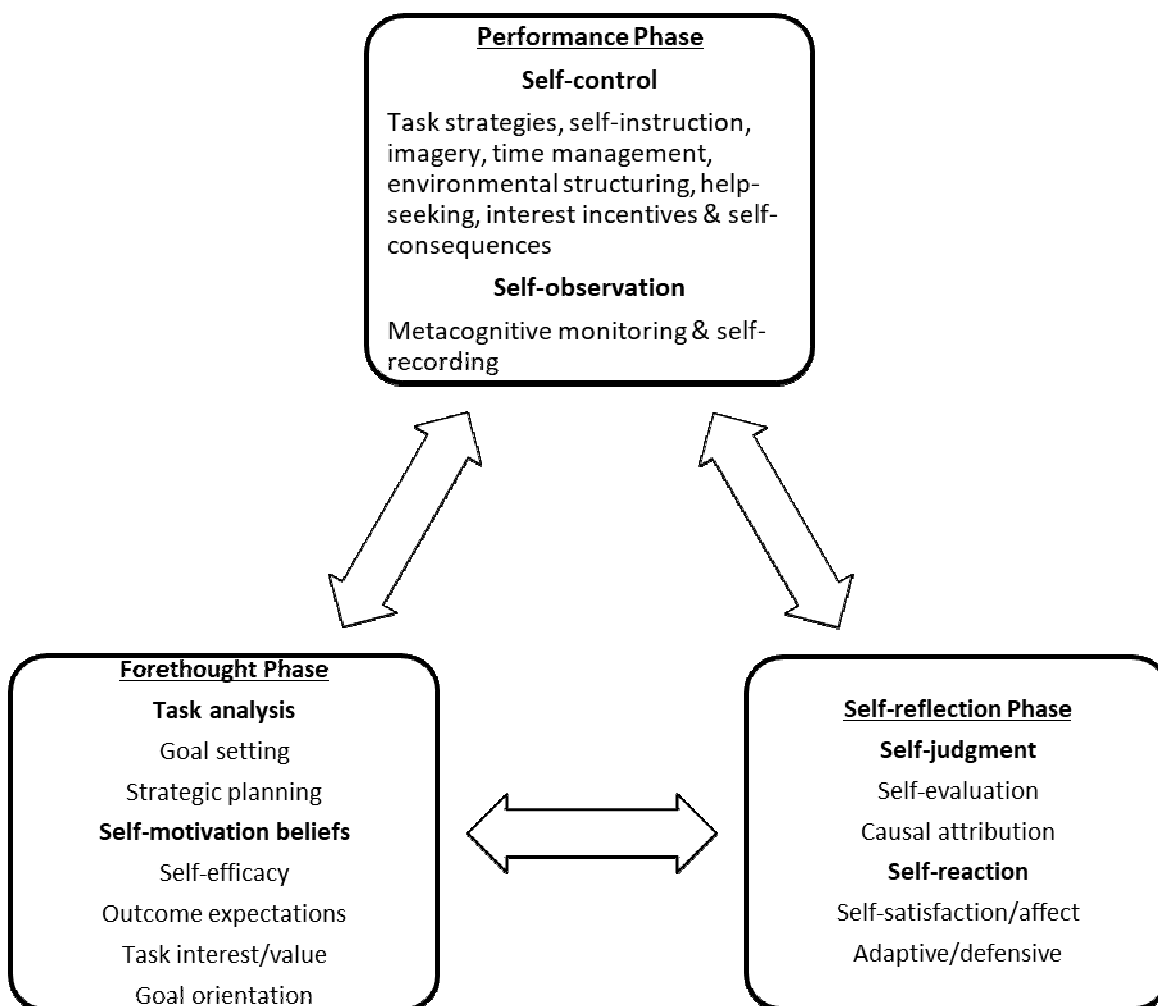 Performance Phase
Self-control
Task strategies, self-instruction,
imagery, time management,
environmental structuring, help-
seeking, interest incentives & self-
consequences
Self-observation
Metacognitive monitoring & self-
recording
Forethought Phase
Task analysis
Goal setting
Strategic planning
Self-motivation beliefs
Self-efficacy
Outcome expectations
Task interest/value
Goal orientation
Self-reflection Phase
Self-judgment
Self-evaluation
Causal attribution
Self-reaction
Self-satisfaction/affect
Adaptive/defensive